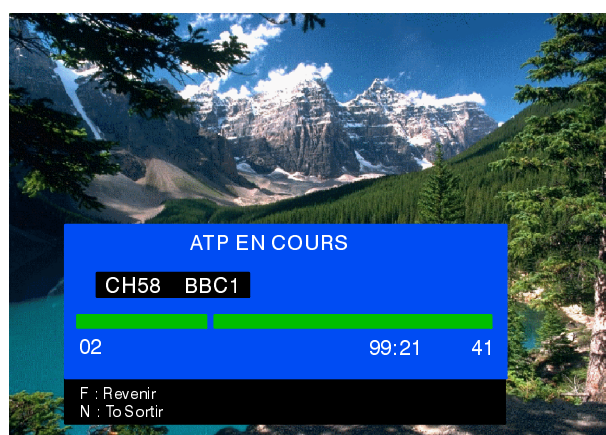 ATP EN COURS
CH58 BBC1
02 99:21 41
F : Revenir
N : To Sortir